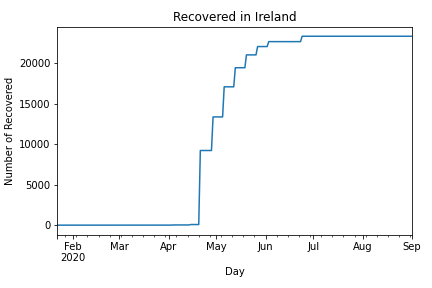 Recovered in Ireland
Number of Recovered
20000
15000
10000
5000
0
Feb Mar Apr May Jun Jul Aug Sep
2020
Day